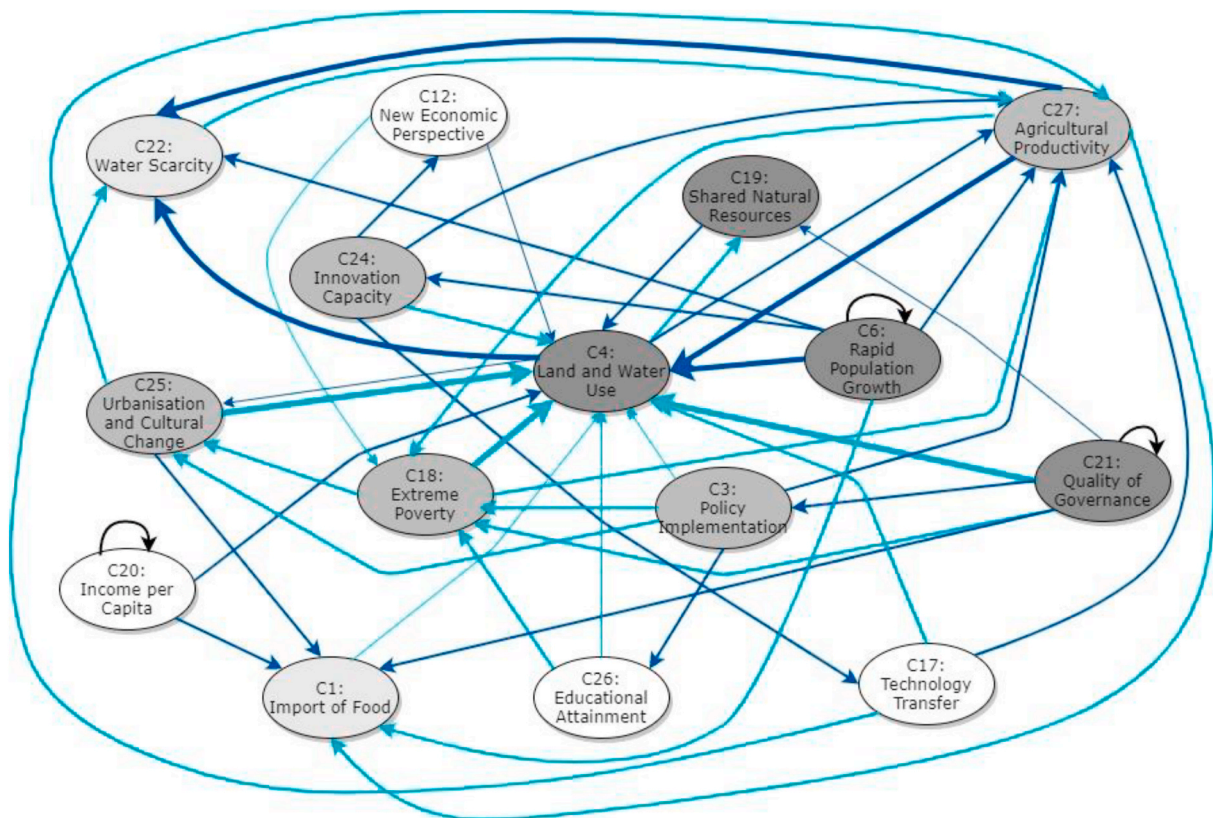 C12:
New Economic
Perspective
C27:
Agricultural
Productivity
C22:
Water Scarcity
C19:
Shared Natural
Resources
C24:
Innovation
Capacity
C6:
Rapid
Population
Growth
C4:
Land and Water
Use
C25:
Urbanisation
and Cultural
Change
C18:
Extreme
Poverty
C3:
Policy
Implementation
C21:
Quality of
Governance
C20:
Income per
Capita
C1:
Import of Food
C26:
Educational
Attainment
C17:
Technology
Transfer